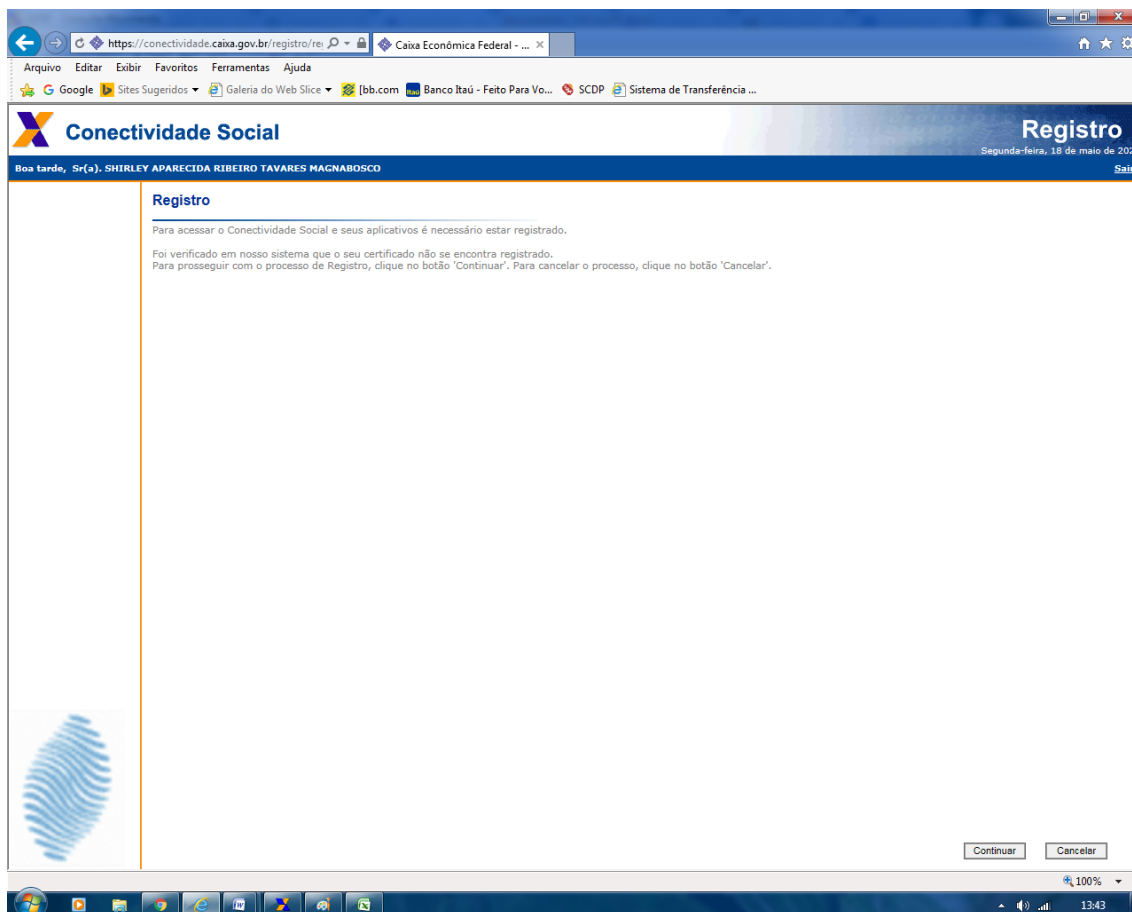 https://conectividade.caixa.gov.br/registro/re
Caixa Econômica Federal - ...
Arquivo Editar Exibir Favoritos Ferramentas Ajuda
Google Sites Sugeridos Galeria do Web Slice [bb.com Banco Itaú - Feito Para Vo... SCDP Sistema de Transferência ...
Conectividade Social
Registro
Segunda-feira, 18 de maio de 202
Boa tarde, Sr(a). SHIRLEY APARECIDA RIBEIRO TAVARES MAGNABOSCO
Sair
Registro
Para acessar o Conectividade Social e seus aplicativos é necessário estar registrado.
Foi verificado em nosso sistema que o seu certificado não se encontra registrado.
Para prosseguir com o processo de Registro, clique no botão 'Continuar'. Para cancelar o processo, clique no botão 'Cancelar'.
Continuar Cancelar
100%
13:43